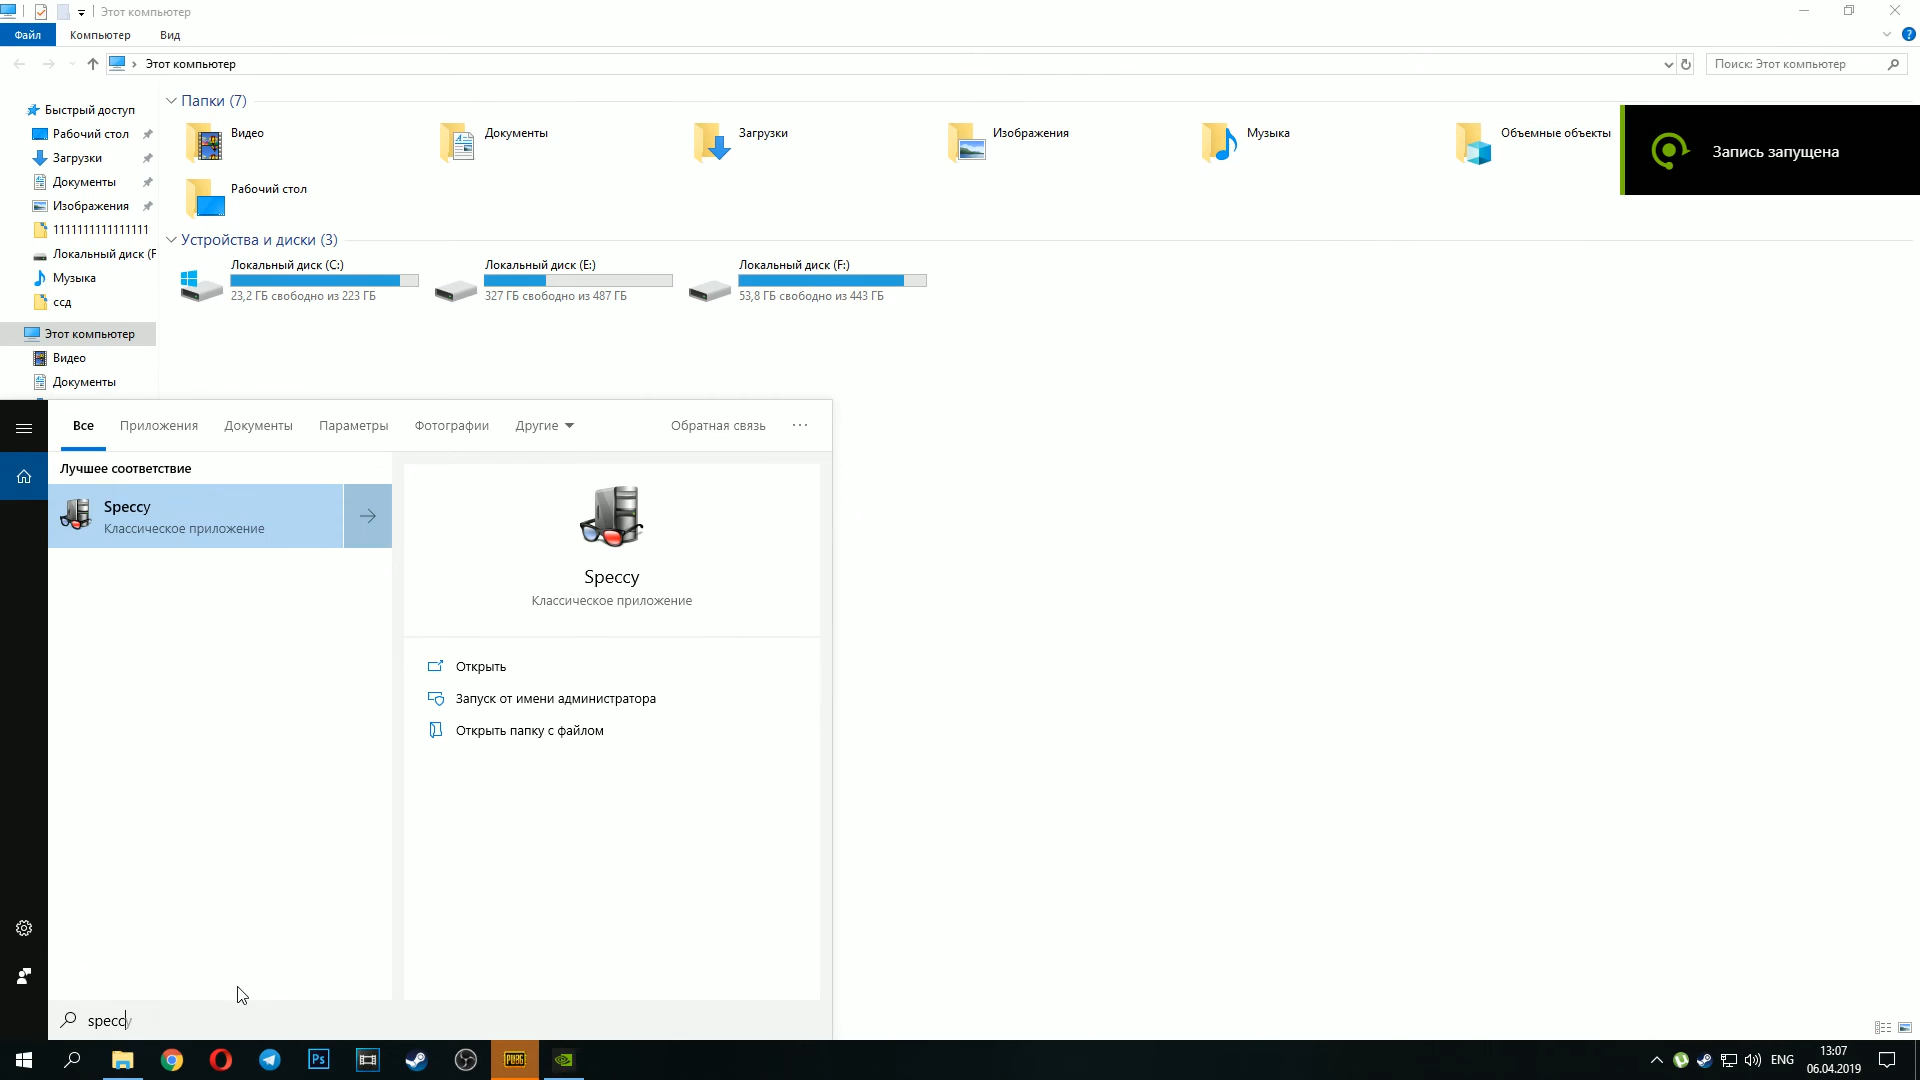 Этот компьютер
Файл Компьютер Вид
Этот компьютер
Поиск: Этот компьютер
Быстрый доступ
Рабочий стол
Загрузки
Документы
Изображения
1111111111111111
Локальный диск (F
Музыка
ссд
Этот компьютер
Видео
Документы
Папки (7)
Видео
Документы
Загрузки
Изображения
Музыка
Объемные объекты
Рабочий стол
Запись запущена
Устройства и диски (3)
Локальный диск (C:)
23,2 ГБ свободно из 223 ГБ
Локальный диск (E:)
327 ГБ свободно из 487 ГБ
Локальный диск (F:)
53,8 ГБ свободно из 443 ГБ
Все Приложения Документы Параметры Фотографии Другие Обратная связь
Лучшее соответствие
Speccy
Классическое приложение
Speccy
Классическое приложение
Открыть
Запуск от имени администратора
Открыть папку с файлом
speccy
Ps
PUBG
ENG
13:07
06.04.2019